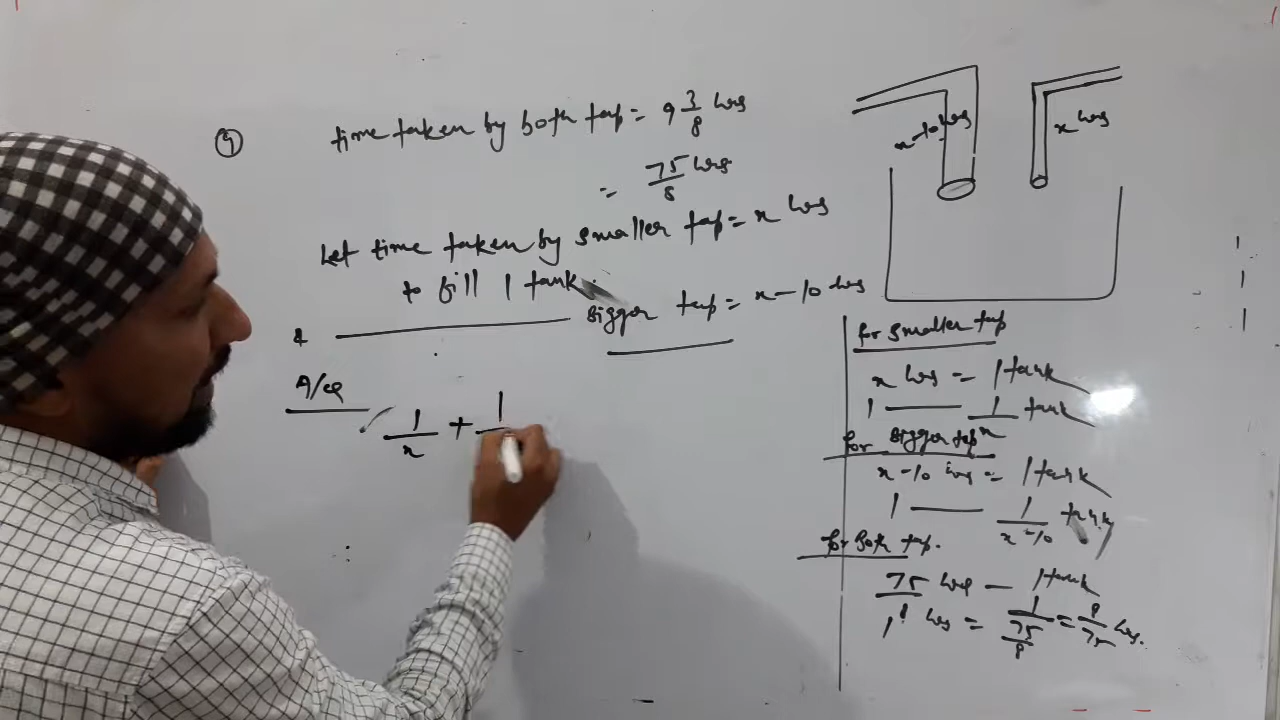 9 time taken by both tap = 9 3/8 hrs
= 75/8 hrs
Let time taken by smaller tap = x hrs
to fill 1 tank.
& ——— Bigger tap = x-10 hrs
A/cq
1/x + 1
x-10 hrs
x hrs
for smaller tap
x hrs = 1 tank
1 —— 1/x tank
for Bigger tap
x-10 hrs = 1 tank
1 —— 1/x-10 tank
for both tap.
75/8 hrs — 1 tank
1 hrs = 1/75/8 = 8/75 hrs.